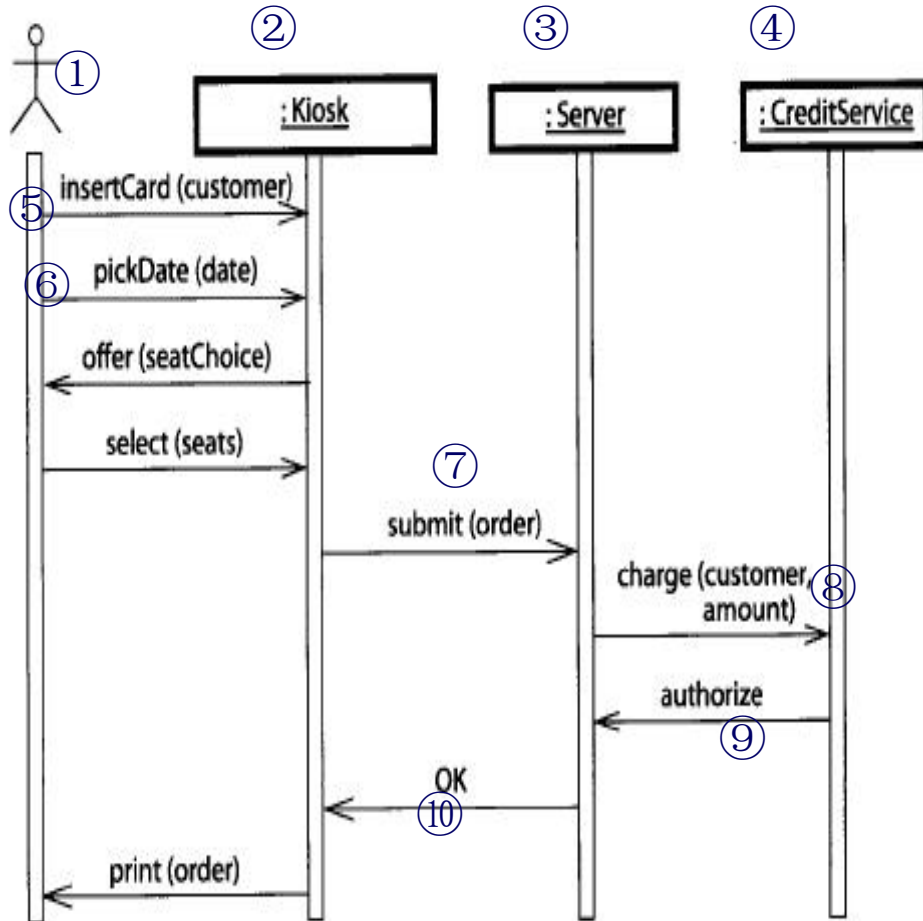 ② ③ ④
①
: Kiosk : Server : CreditService
insertCard (customer)
⑤
pickDate (date)
⑥
offer (seatChoice)
select (seats)
⑦
submit (order)
charge (customer,
⑧
amount)
authorize
⑨
OK
⑩
print (order)